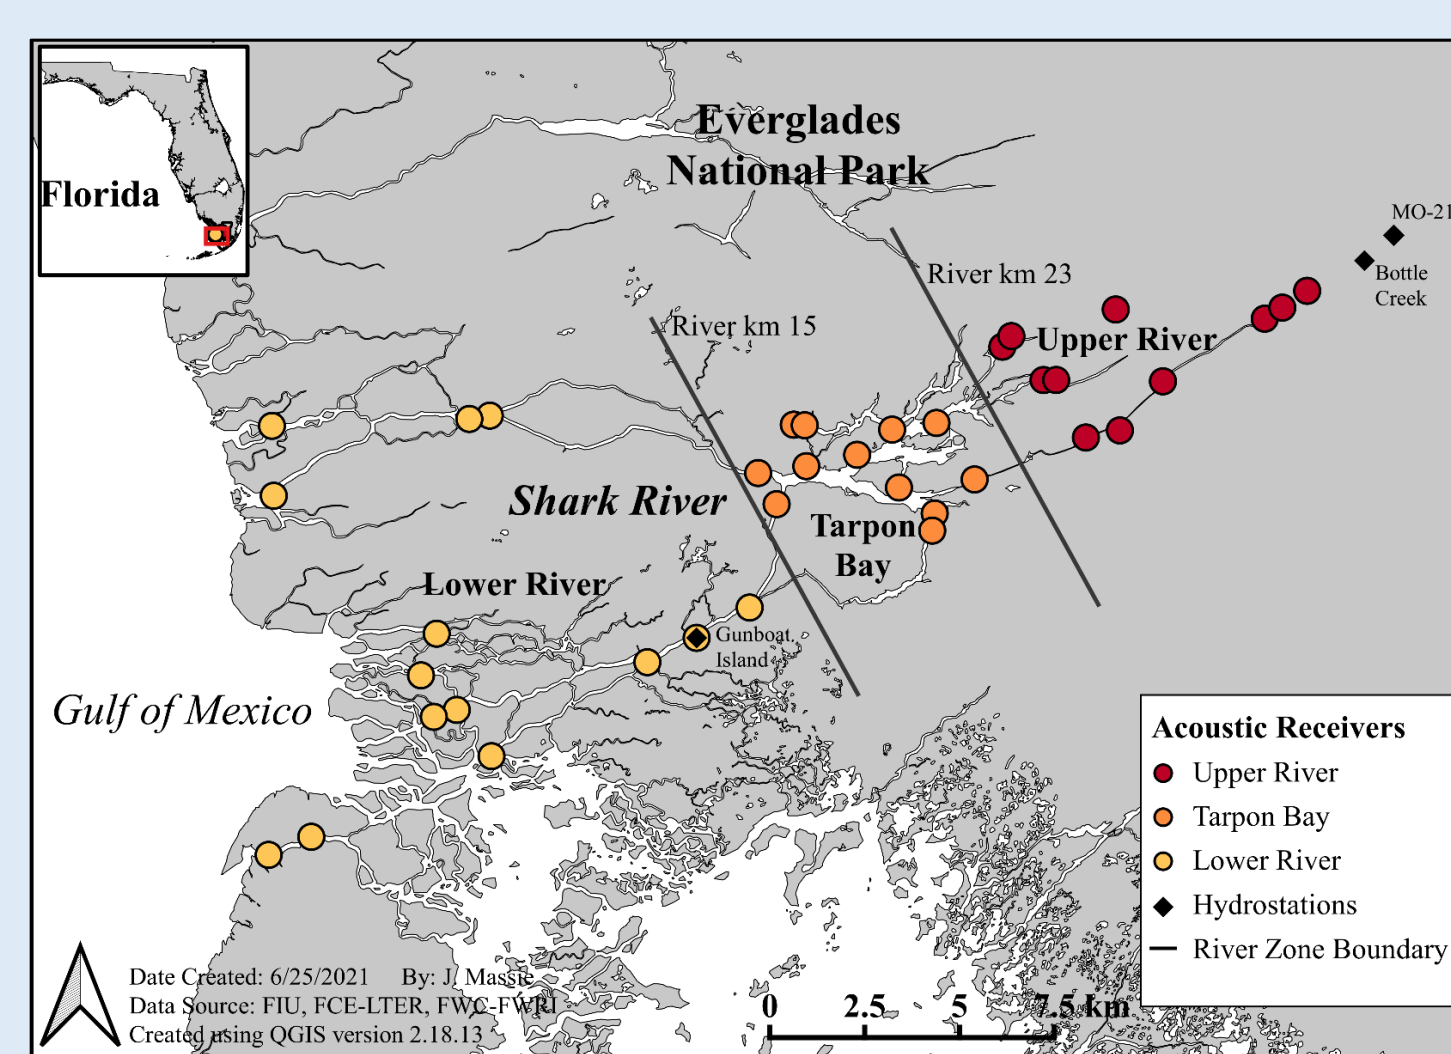 Everglades
National Park
Florida
MO-21
River km 23
Bottle
Creek
River km 15
Upper River
Shark River
Tarpon
Bay
Lower River
Gunboat
Island
Gulf of Mexico
Acoustic Receivers
Upper River
Tarpon Bay
Lower River
Hydrostations
River Zone Boundary
Date Created: 6/25/2021 By: J. Massie
Data Source: FIU, FCE-LTER, FWC-FWRI
Created using QGIS version 2.18.13
0 2.5 5 7.5 km